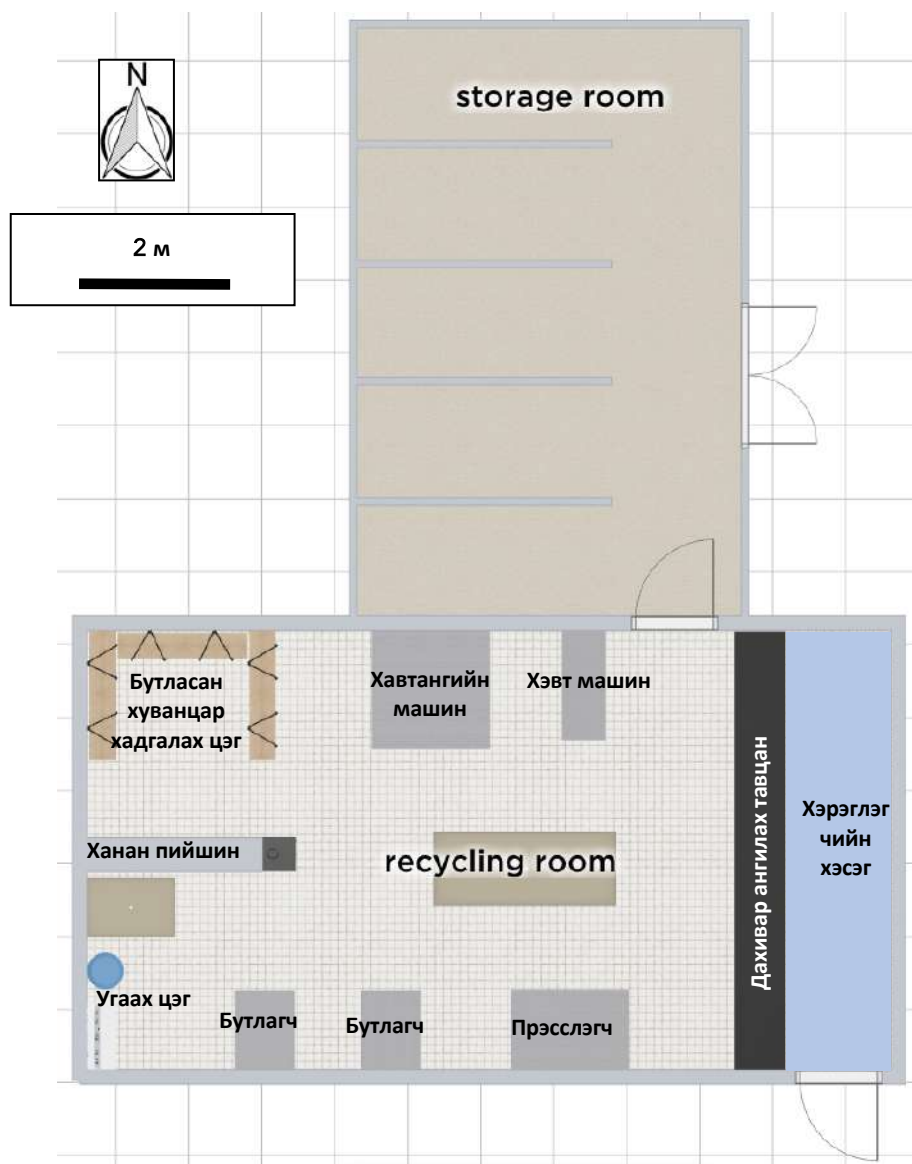 N
storage room
2 м
Бутласан
хуванцар
хадгалах цэг
Хавтангийн
машин
Хэвт машин
Дахивар ангилах тавцан
Хэрэглэг
чийн
хэсэг
Ханан пийшин
recycling room
Угаах цэг
Бутлагч
Бутлагч
Прэсслэгч